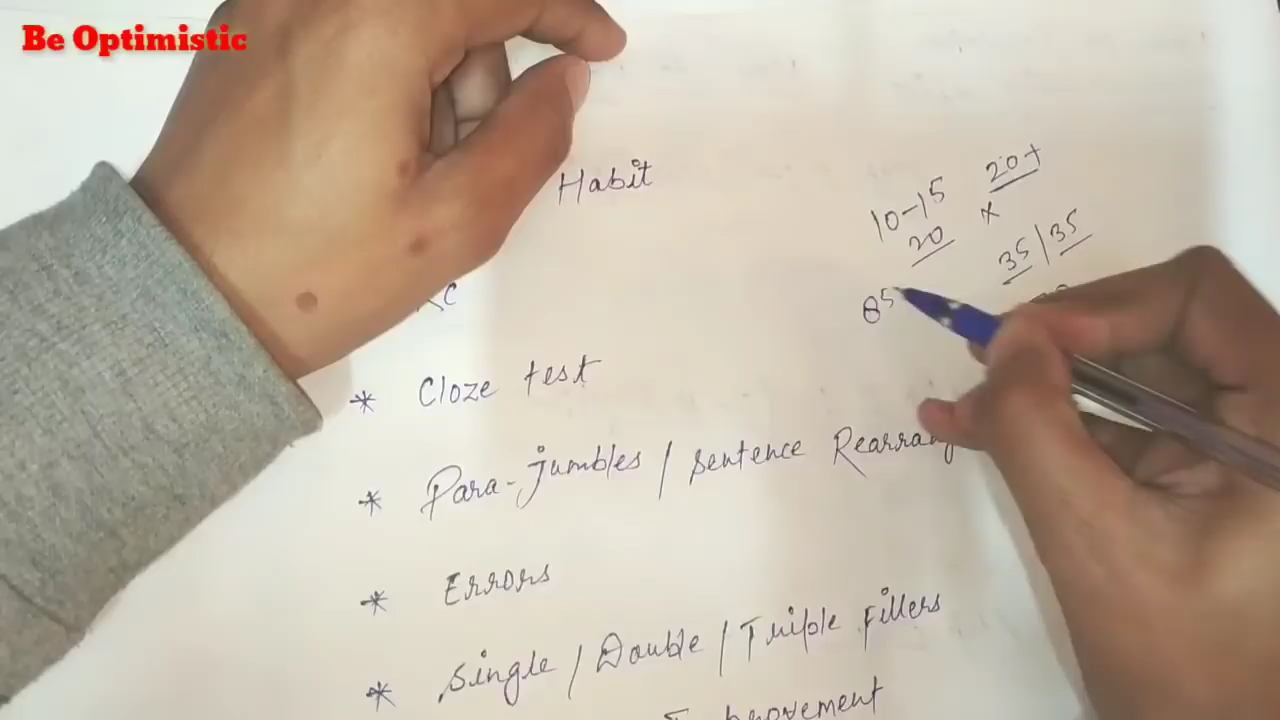 Be Optimistic
Habit
10-15 20+
20 x
35/35
85
* Cloze test
* Para-jumbles / sentence
* Errors
* Single / Double / Triple Fillers